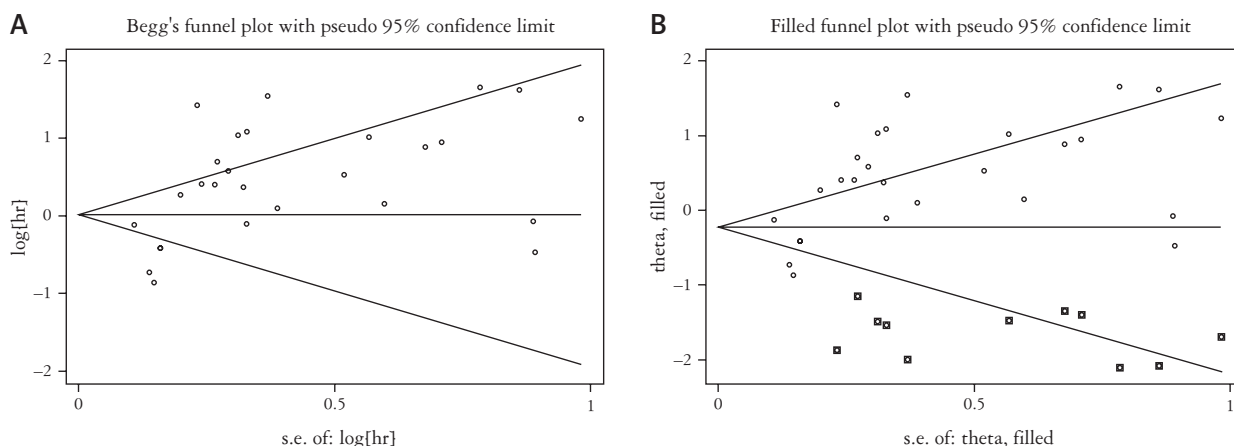 A
Begg's funnel plot with pseudo 95% confidence limit
2
1
0
−1
−2
log[hr]
0
0.5
1
s.e. of: log[hr]
B
Filled funnel plot with pseudo 95% confidence limit
2
1
0
−1
−2
theta, filled
0
0.5
1
s.e. of: theta, filled